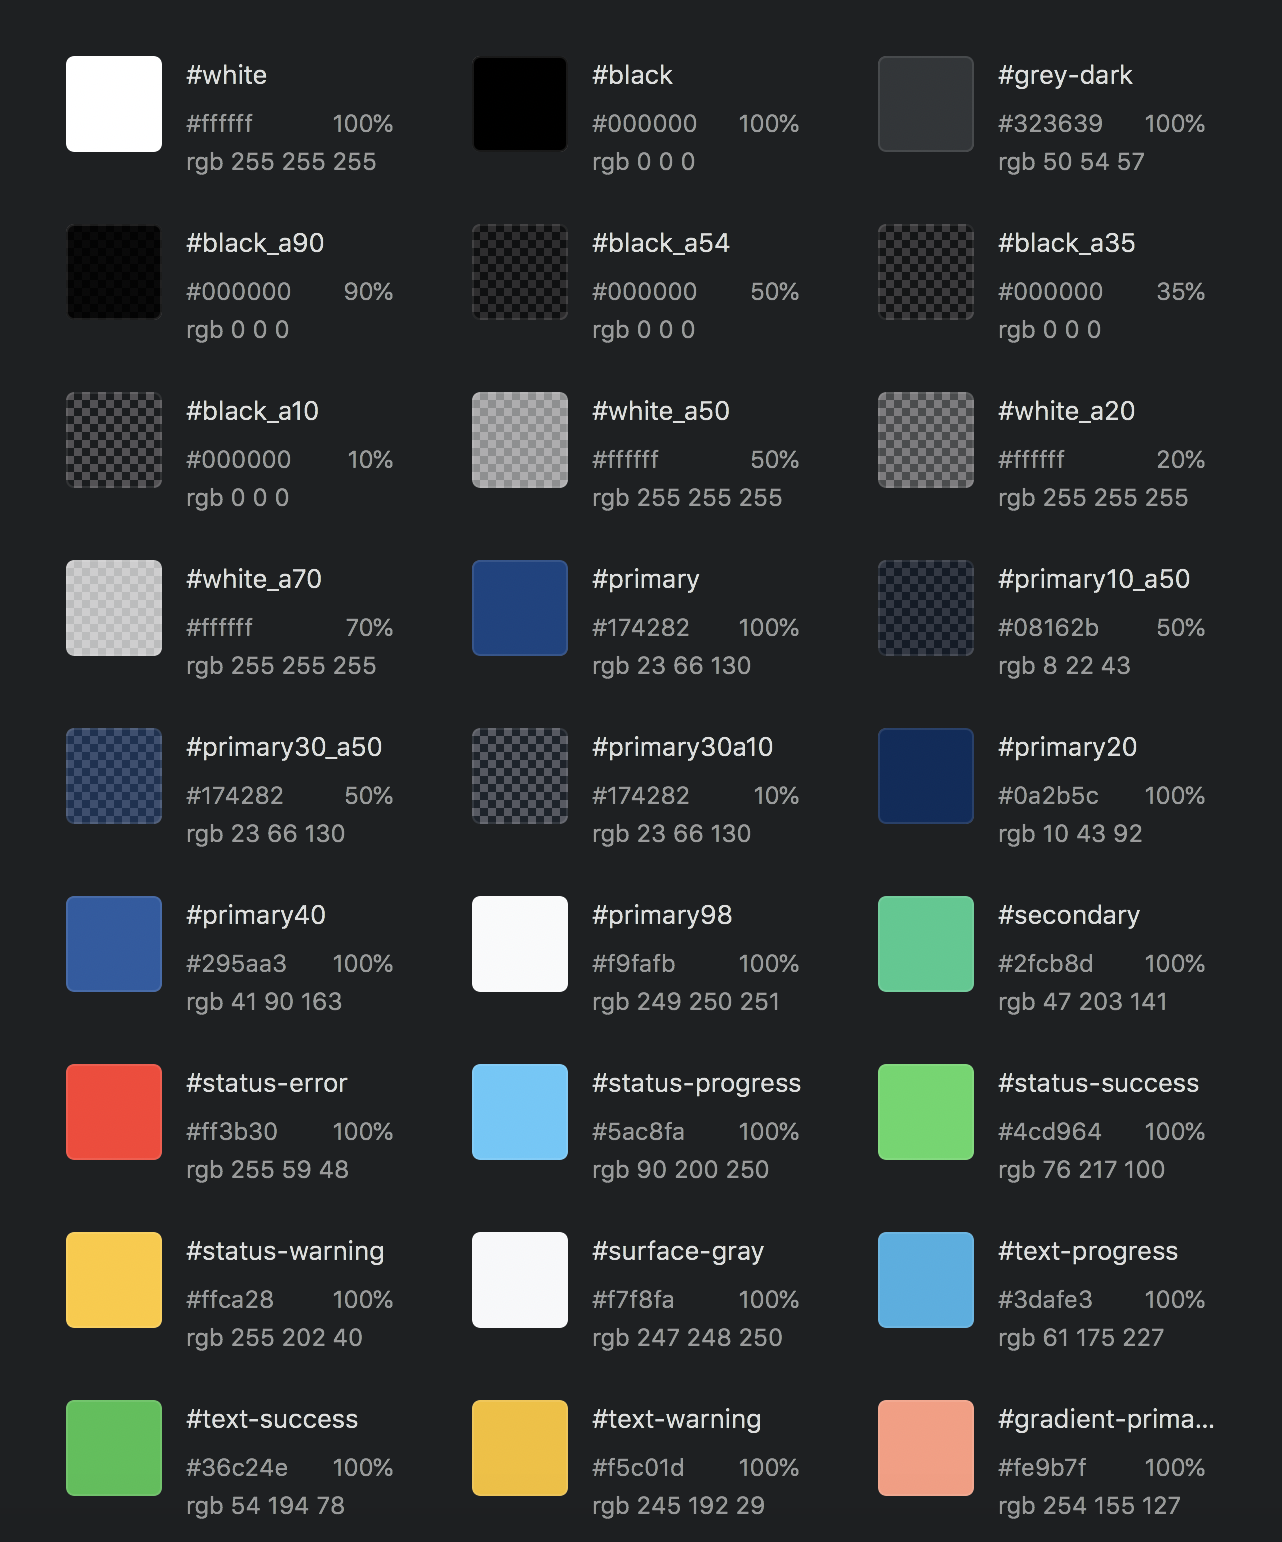 #white
#ffffff 100%
rgb 255 255 255
#black
#000000 100%
rgb 0 0 0
#grey-dark
#323639 100%
rgb 50 54 57
#black_a90
#000000 90%
rgb 0 0 0
#black_a54
#000000 50%
rgb 0 0 0
#black_a35
#000000 35%
rgb 0 0 0
#black_a10
#000000 10%
rgb 0 0 0
#white_a50
#ffffff 50%
rgb 255 255 255
#white_a20
#ffffff 20%
rgb 255 255 255
#white_a70
#ffffff 70%
rgb 255 255 255
#primary
#174282 100%
rgb 23 66 130
#primary10_a50
#08162b 50%
rgb 8 22 43
#primary30_a50
#174282 50%
rgb 23 66 130
#primary30a10
#174282 10%
rgb 23 66 130
#primary20
#0a2b5c 100%
rgb 10 43 92
#primary40
#295aa3 100%
rgb 41 90 163
#primary98
#f9fafb 100%
rgb 249 250 251
#secondary
#2fcb8d 100%
rgb 47 203 141
#status-error
#ff3b30 100%
rgb 255 59 48
#status-progress
#5ac8fa 100%
rgb 90 200 250
#status-success
#4cd964 100%
rgb 76 217 100
#status-warning
#ffca28 100%
rgb 255 202 40
#surface-gray
#f7f8fa 100%
rgb 247 248 250
#text-progress
#3dafe3 100%
rgb 61 175 227
#text-success
#36c24e 100%
rgb 54 194 78
#text-warning
#f5c01d 100%
rgb 245 192 29
#gradient-prima...
#fe9b7f 100%
rgb 254 155 127